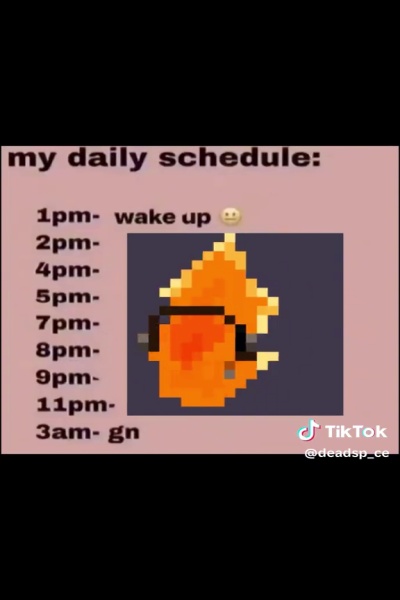 my daily schedule:
1pm- wake up 😐
2pm-
4pm-
5pm-
7pm-
8pm-
9pm-
11pm-
3am- gn
TikTok
@deadsp_ce